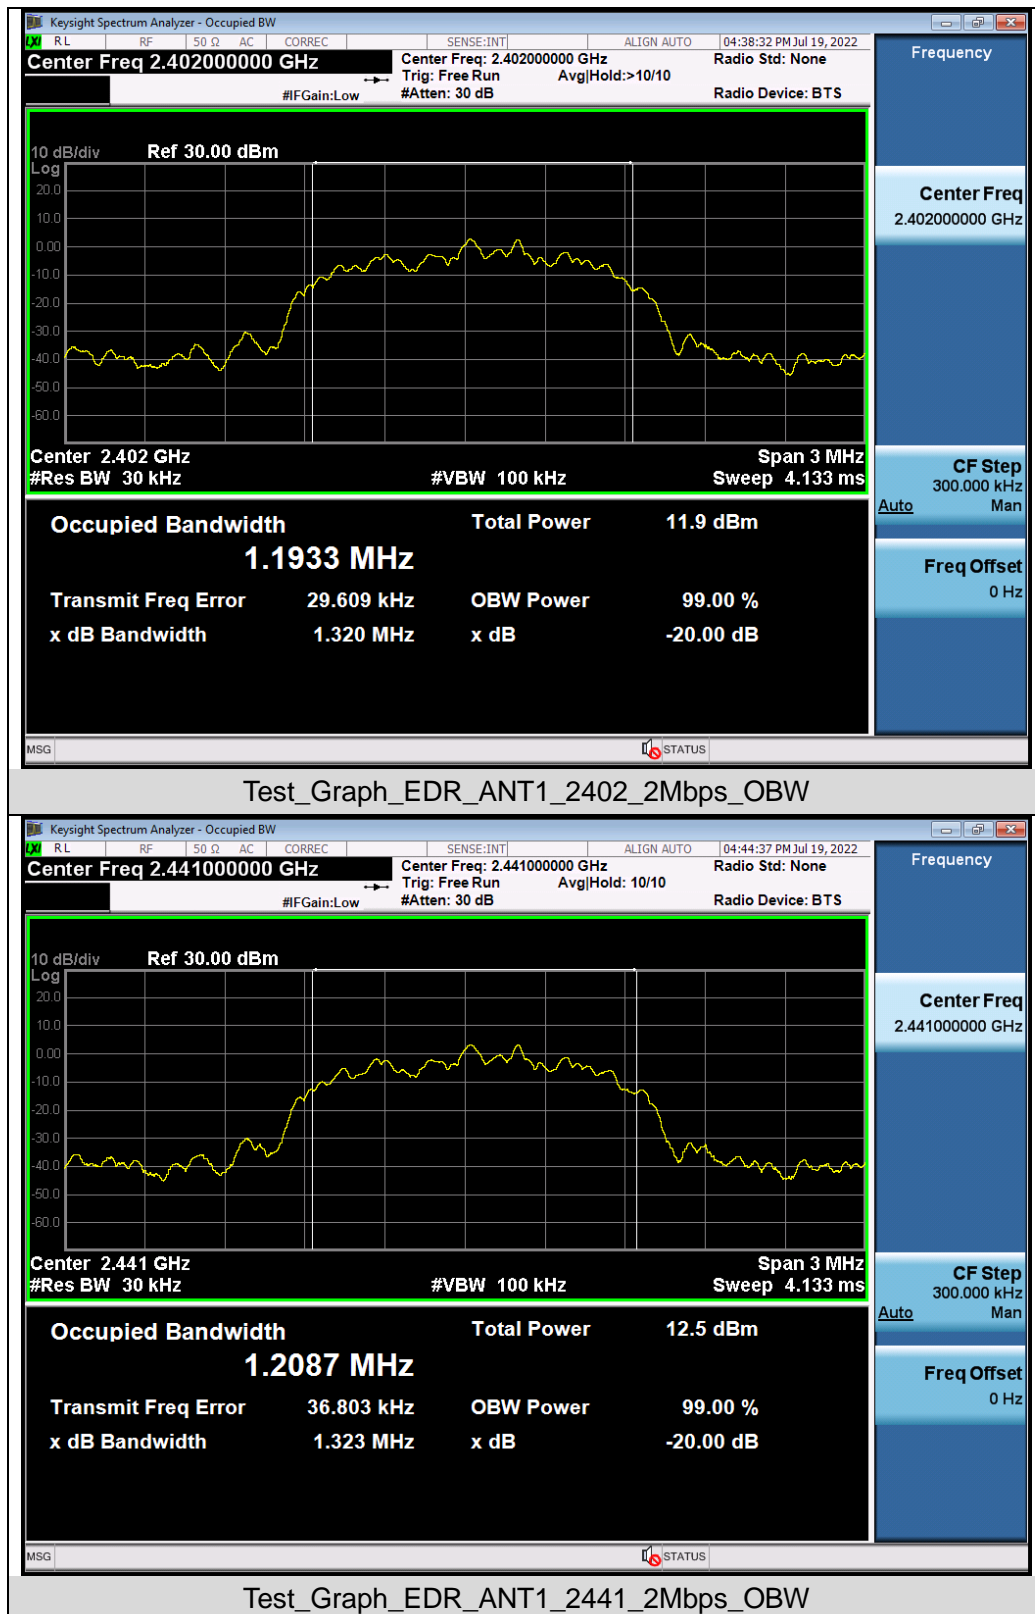 Keysight Spectrum Analyzer - Occupied BW
LXI RL RF 50 Ω AC CORREC SENSE:INT ALIGN AUTO 04:38:32 PM Jul 19, 2022
Center Freq 2.402000000 GHz
Center Freq: 2.402000000 GHz
Radio Std: None
Trig: Free Run Avg|Hold:>10/10
#IFGain:Low
#Atten: 30 dB
Radio Device: BTS
Frequency
10 dB/div Ref 30.00 dBm
Log
20.0
10.0
0.00
-10.0
-20.0
-30.0
-40.0
-50.0
-60.0
Center 2.402 GHz Span 3 MHz
#Res BW 30 kHz #VBW 100 kHz Sweep 4.133 ms
Center Freq
2.402000000 GHz
CF Step
300.000 kHz
Auto Man
Freq Offset
0 Hz
Occupied Bandwidth Total Power 11.9 dBm
1.1933 MHz
Transmit Freq Error 29.609 kHz OBW Power 99.00 %
x dB Bandwidth 1.320 MHz x dB -20.00 dB
MSG STATUS
Test_Graph_EDR_ANT1_2402_2Mbps_OBW
Keysight Spectrum Analyzer - Occupied BW
LXI RL RF 50 Ω AC CORREC SENSE:INT ALIGN AUTO 04:44:37 PM Jul 19, 2022
Center Freq 2.441000000 GHz
Center Freq: 2.441000000 GHz
Radio Std: None
Trig: Free Run Avg|Hold: 10/10
#IFGain:Low
#Atten: 30 dB
Radio Device: BTS
Frequency
10 dB/div Ref 30.00 dBm
Log
20.0
10.0
0.00
-10.0
-20.0
-30.0
-40.0
-50.0
-60.0
Center 2.441 GHz Span 3 MHz
#Res BW 30 kHz #VBW 100 kHz Sweep 4.133 ms
Center Freq
2.441000000 GHz
CF Step
300.000 kHz
Auto Man
Freq Offset
0 Hz
Occupied Bandwidth Total Power 12.5 dBm
1.2087 MHz
Transmit Freq Error 36.803 kHz OBW Power 99.00 %
x dB Bandwidth 1.323 MHz x dB -20.00 dB
MSG STATUS
Test_Graph_EDR_ANT1_2441_2Mbps_OBW